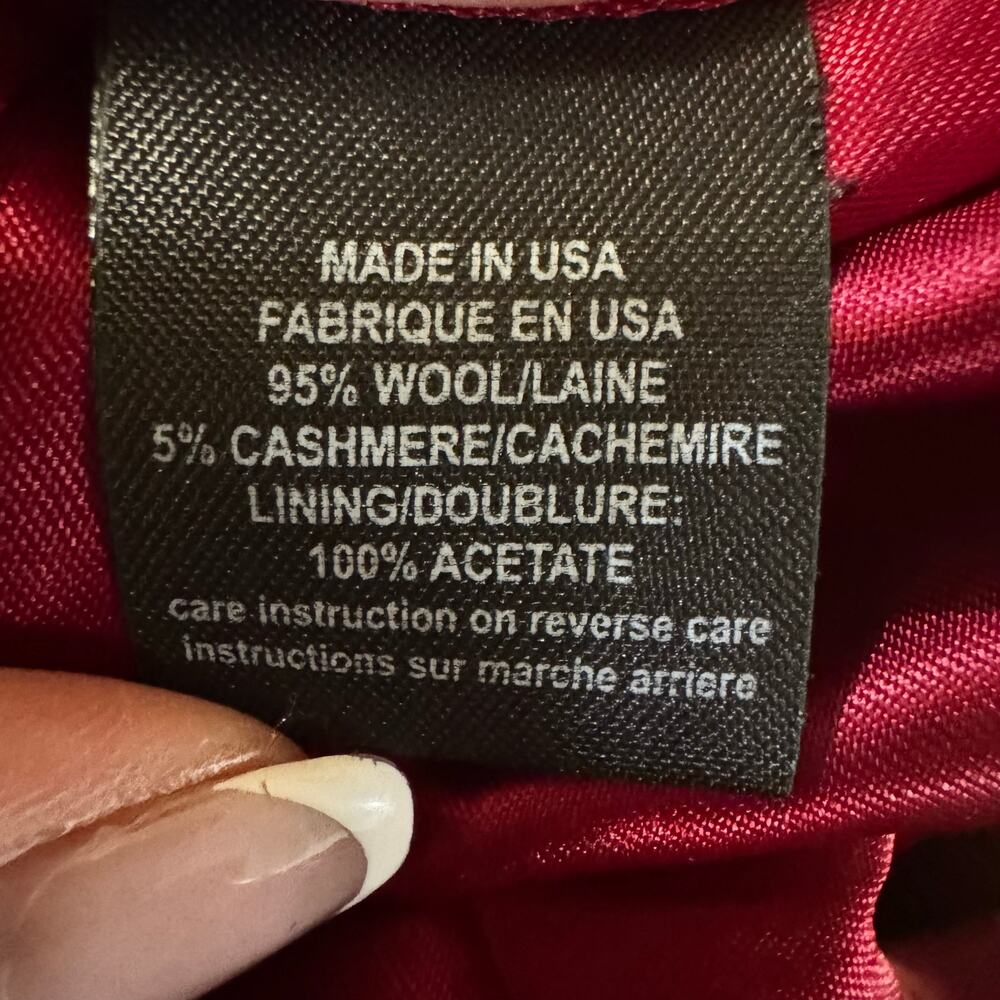 MADE IN USA
FABRIQUE EN USA
95% WOOL/LAINE
5% CASHMERE/CACHEMIRE
LINING/DOUBLURE:
100% ACETATE
care instruction on reverse care
instructions sur marche arriere